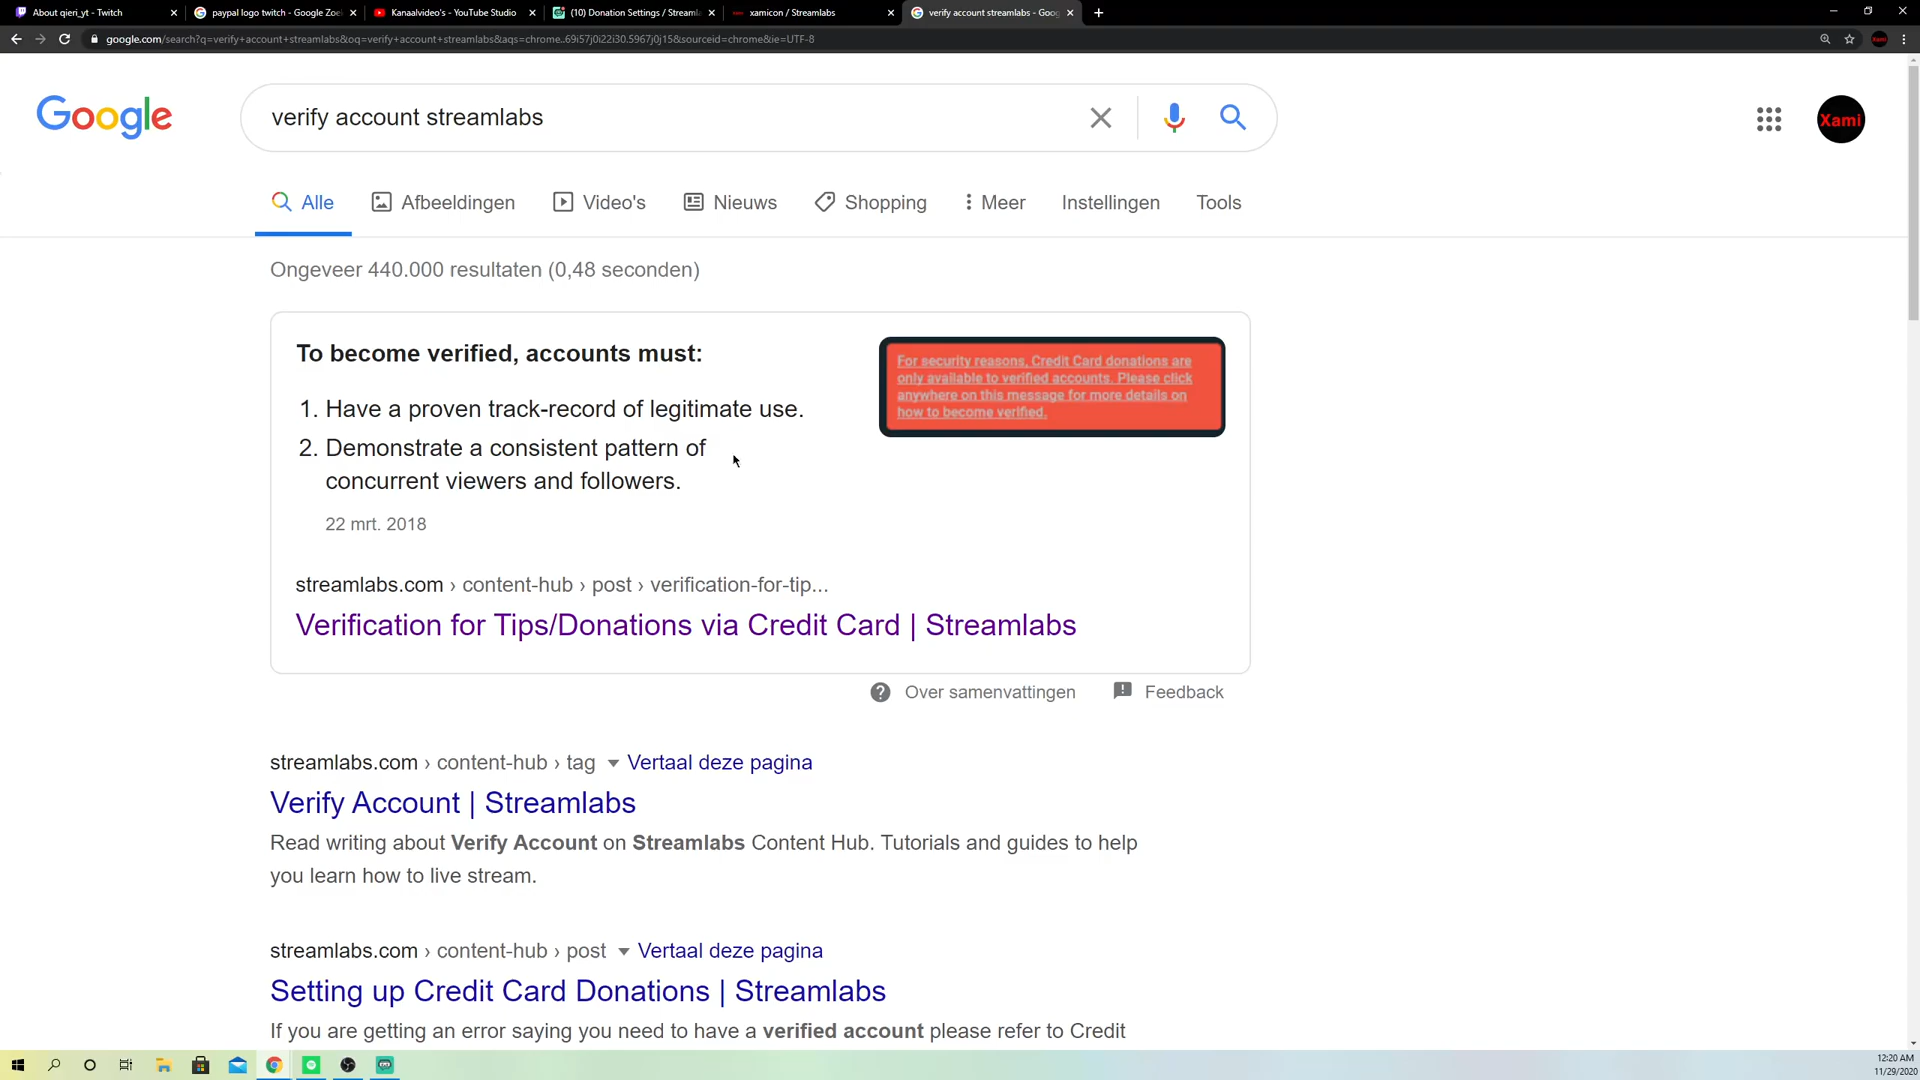 About qieri_yt - Twitch
paypal logo twitch - Google Zoe
Kanaalvideo's - YouTube Studio
(10) Donation Settings / Streamla
xamicon / Streamlabs
verify account streamlabs - Goog
google.com/search?q=verify+account+streamlabs&oq=verify+account+streamlabs&aqs=chrome..69i57j0i22i30.5967j0j15&sourceid=chrome&ie=UTF-8
Google
verify account streamlabs
Xami
Alle
Afbeeldingen
Video's
Nieuws
Shopping
Meer
Instellingen
Tools
Ongeveer 440.000 resultaten (0,48 seconden)
To become verified, accounts must:
1. Have a proven track-record of legitimate use.
2. Demonstrate a consistent pattern of
concurrent viewers and followers.
22 mrt. 2018
For security reasons, Credit Card donations are
only available to verified accounts. Please click
anywhere on this message for more details on
how to become verified.
streamlabs.com › content-hub › post › verification-for-tip...
Verification for Tips/Donations via Credit Card | Streamlabs
Over samenvattingen
Feedback
streamlabs.com › content-hub › tag
Vertaal deze pagina
Verify Account | Streamlabs
Read writing about Verify Account on Streamlabs Content Hub. Tutorials and guides to help
you learn how to live stream.
streamlabs.com › content-hub › post
Vertaal deze pagina
Setting up Credit Card Donations | Streamlabs
If you are getting an error saying you need to have a verified account please refer to Credit
12:20 AM
11/29/2020